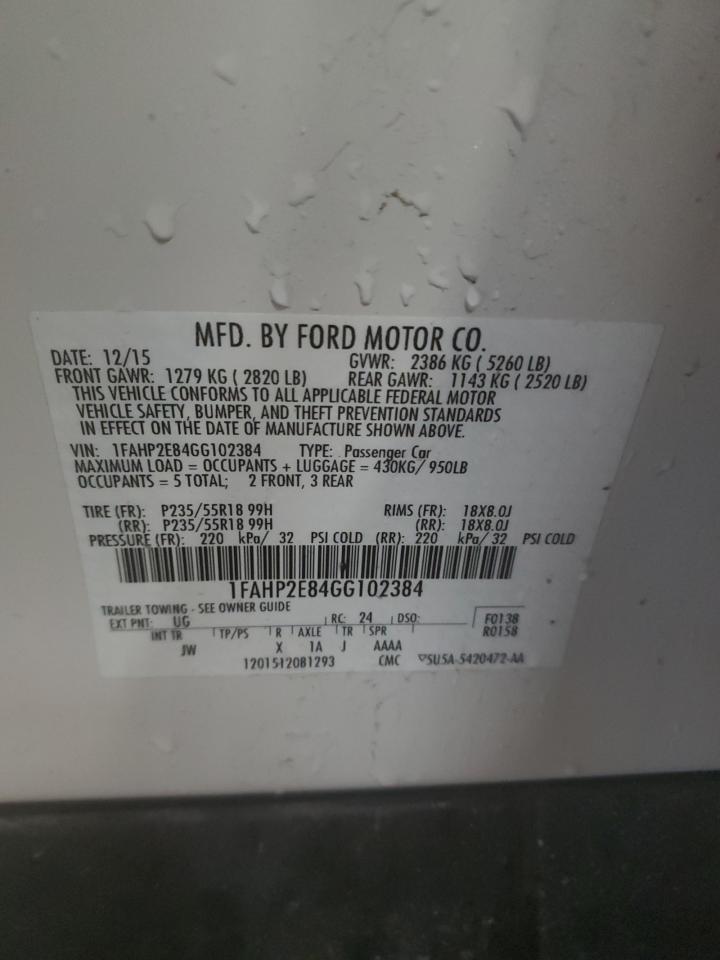 MFD. BY FORD MOTOR CO.
DATE: 12/15 GVWR: 2386 KG ( 5260 LB)
FRONT GAWR: 1279 KG ( 2820 LB) REAR GAWR: 1143 KG ( 2520 LB)
THIS VEHICLE CONFORMS TO ALL APPLICABLE FEDERAL MOTOR
VEHICLE SAFETY, BUMPER, AND THEFT PREVENTION STANDARDS
IN EFFECT ON THE DATE OF MANUFACTURE SHOWN ABOVE.
VIN: 1FAHP2E84GG102384 TYPE: Passenger Car
MAXIMUM LOAD = OCCUPANTS + LUGGAGE = 430KG/ 950LB
OCCUPANTS = 5 TOTAL; 2 FRONT, 3 REAR
TIRE (FR): P235/55R18 99H RIMS (FR): 18X8.0J
(RR): P235/55R18 99H (RR): 18X8.0J
PRESSURE (FR): 220 kPa/ 32 PSI COLD (RR): 220 kPa/ 32 PSI COLD
1FAHP2E84GG102384
TRAILER TOWING - SEE OWNER GUIDE
EXT PNT: UG RC: 24 DSO: F0138
INT TR TP/PS R AXLE TR SPR R0158
JW X 1A J AAAA
1201512081293 CMC ▽5U5A-5420472-AA